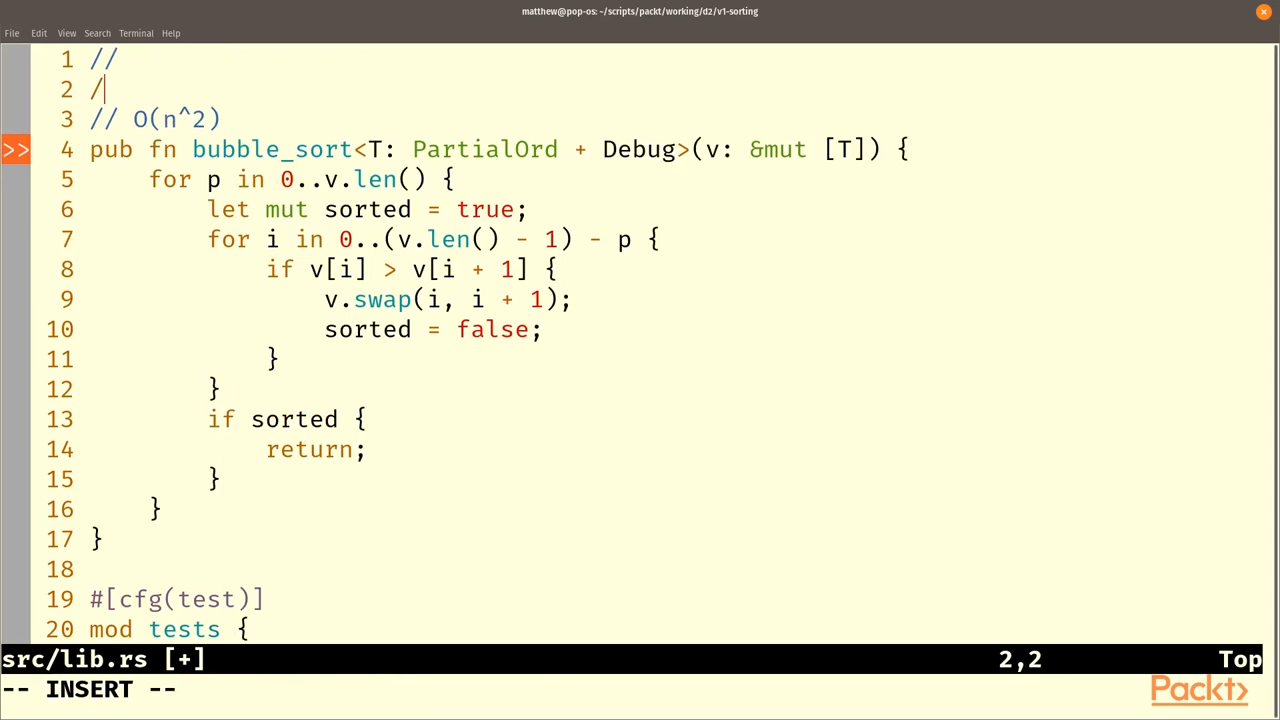 matthew@pop-os: ~/scripts/packt/working/d2/v1-sorting
File Edit View Search Terminal Help
1 //
2 /
3 // O(n^2)
>> 4 pub fn bubble_sort<T: PartialOrd + Debug>(v: &mut [T]) {
5     for p in 0..v.len() {
6         let mut sorted = true;
7         for i in 0..(v.len() - 1) - p {
8             if v[i] > v[i + 1] {
9                 v.swap(i, i + 1);
10                 sorted = false;
11             }
12         }
13         if sorted {
14             return;
15         }
16     }
17 }
18
19 #[cfg(test)]
20 mod tests {
src/lib.rs [+] 2,2 Top
-- INSERT --
Packt>